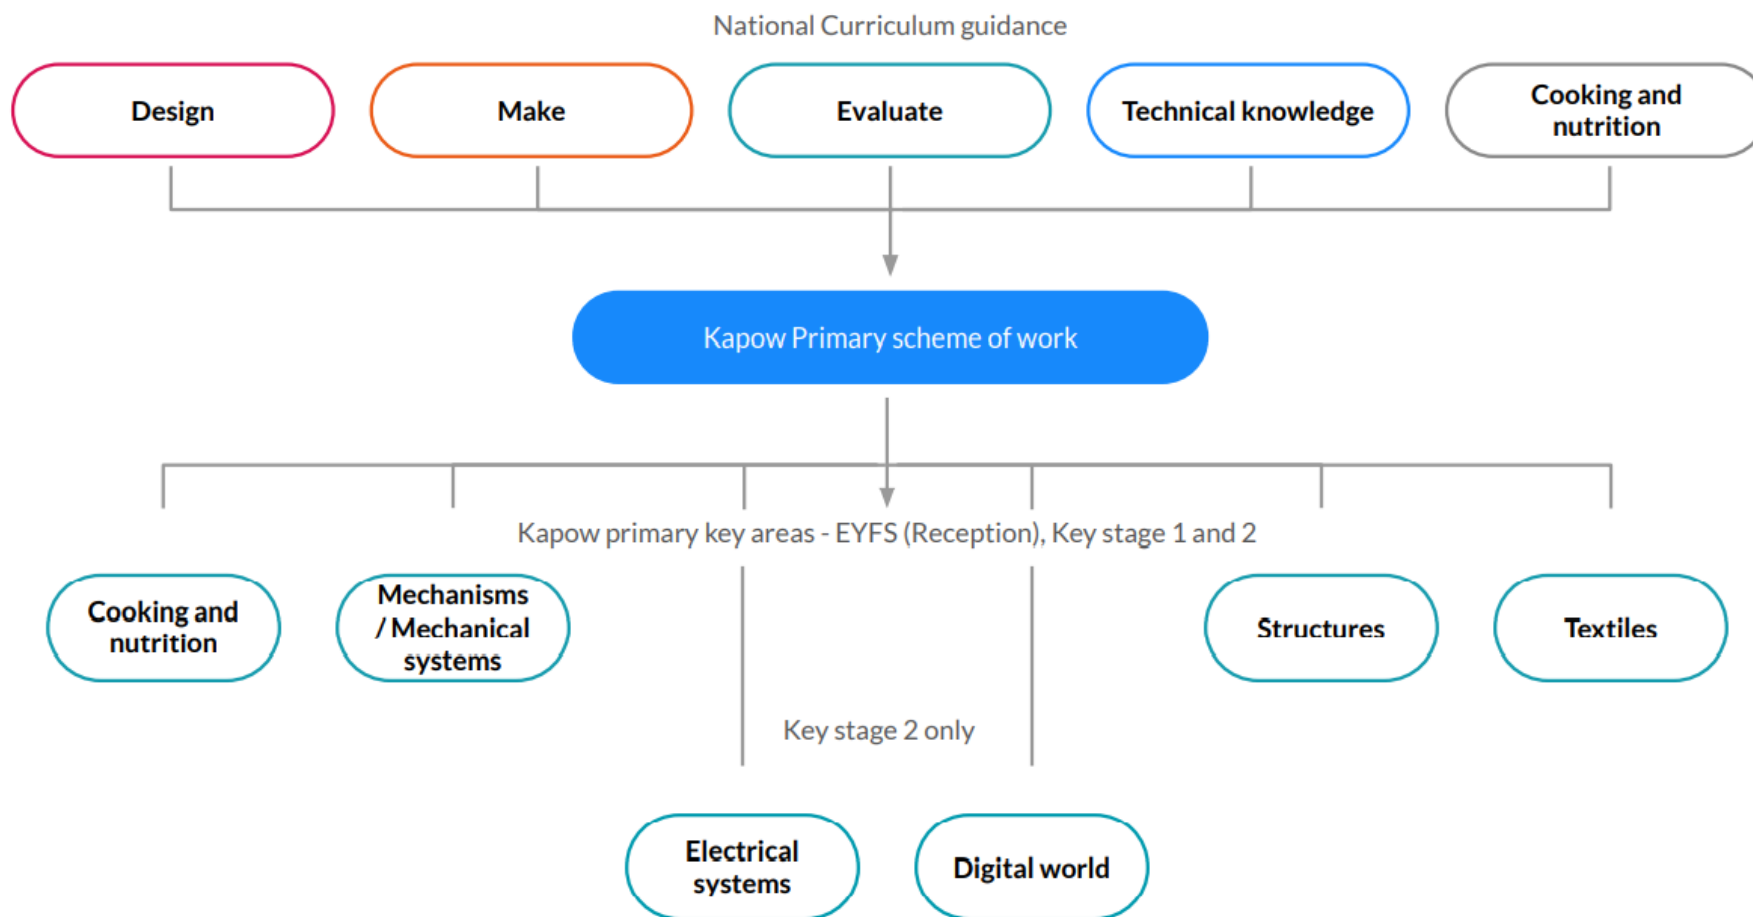 National Curriculum guidance
Design
Make
Evaluate
Technical knowledge
Cooking and
nutrition
Kapow Primary scheme of work
Kapow primary key areas - EYFS (Reception), Key stage 1 and 2
Cooking and
nutrition
Mechanisms
/ Mechanical
systems
Structures
Textiles
Key stage 2 only
Electrical
systems
Digital world